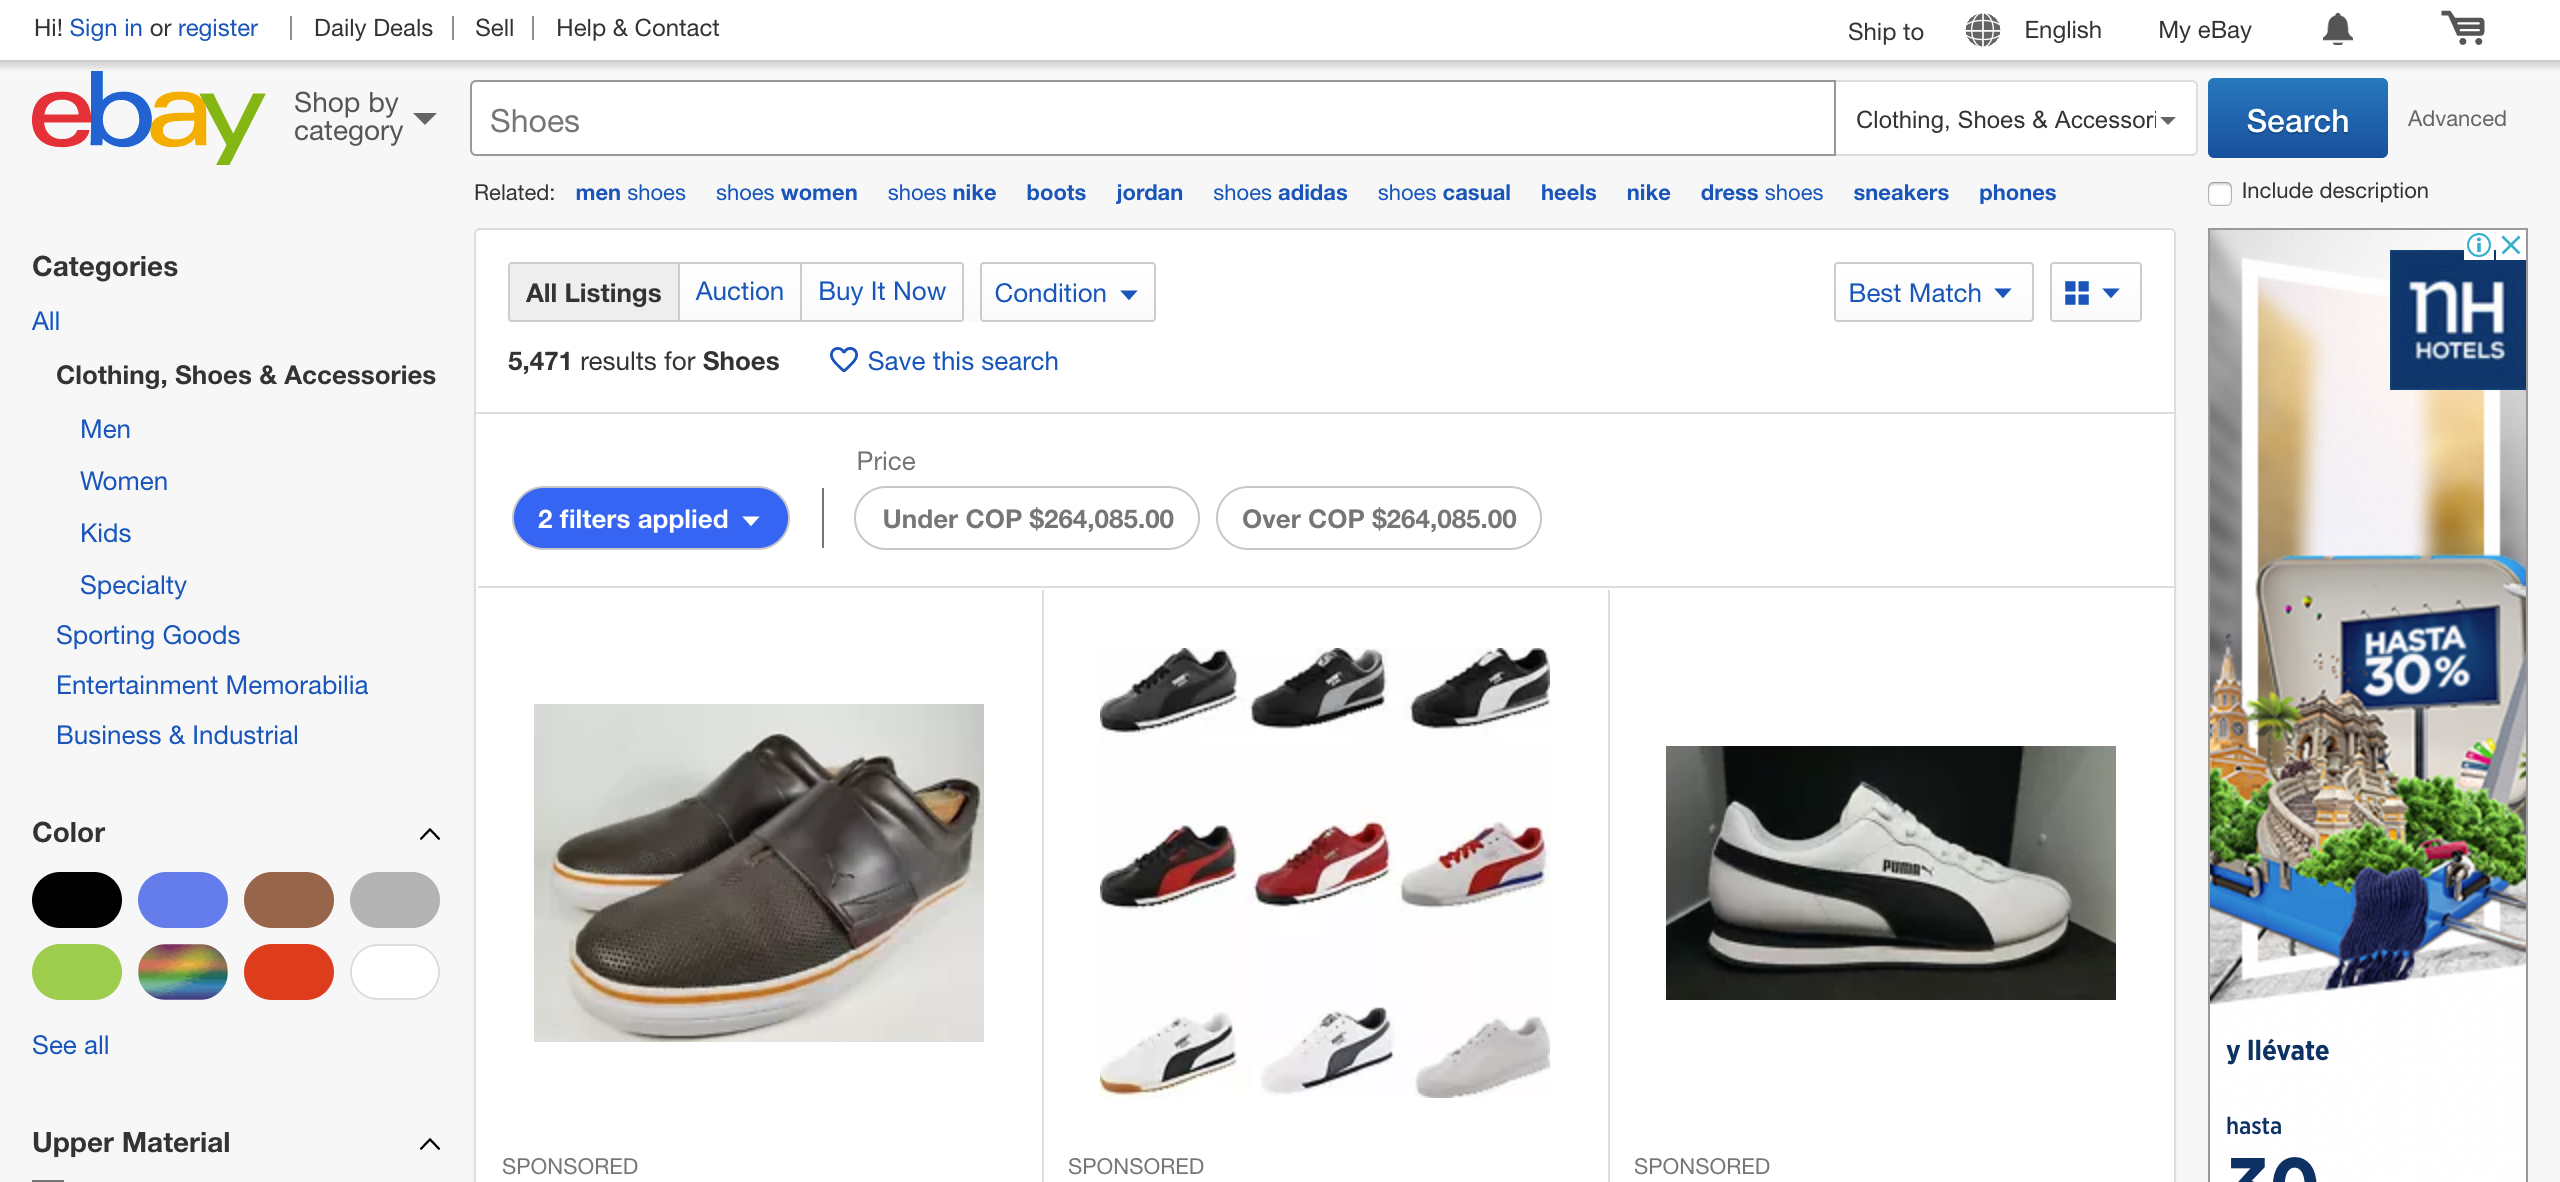 Hi! Sign in or register | Daily Deals | Sell | Help & Contact
Ship to English My eBay
ebay
Shop by
category
Shoes
Clothing, Shoes & Accessori
Search
Advanced
Related: men shoes shoes women shoes nike boots jordan shoes adidas shoes casual heels nike dress shoes sneakers phones
Include description
Categories
All
Clothing, Shoes & Accessories
Men
Women
Kids
Specialty
Sporting Goods
Entertainment Memorabilia
Business & Industrial
Color
See all
Upper Material
All Listings Auction Buy It Now Condition
Best Match
5,471 results for Shoes Save this search
Price
2 filters applied
Under COP $264,085.00 Over COP $264,085.00
PUMA
SPONSORED
SPONSORED
SPONSORED
nH
HOTELS
HASTA
30%
y llévate
hasta
30